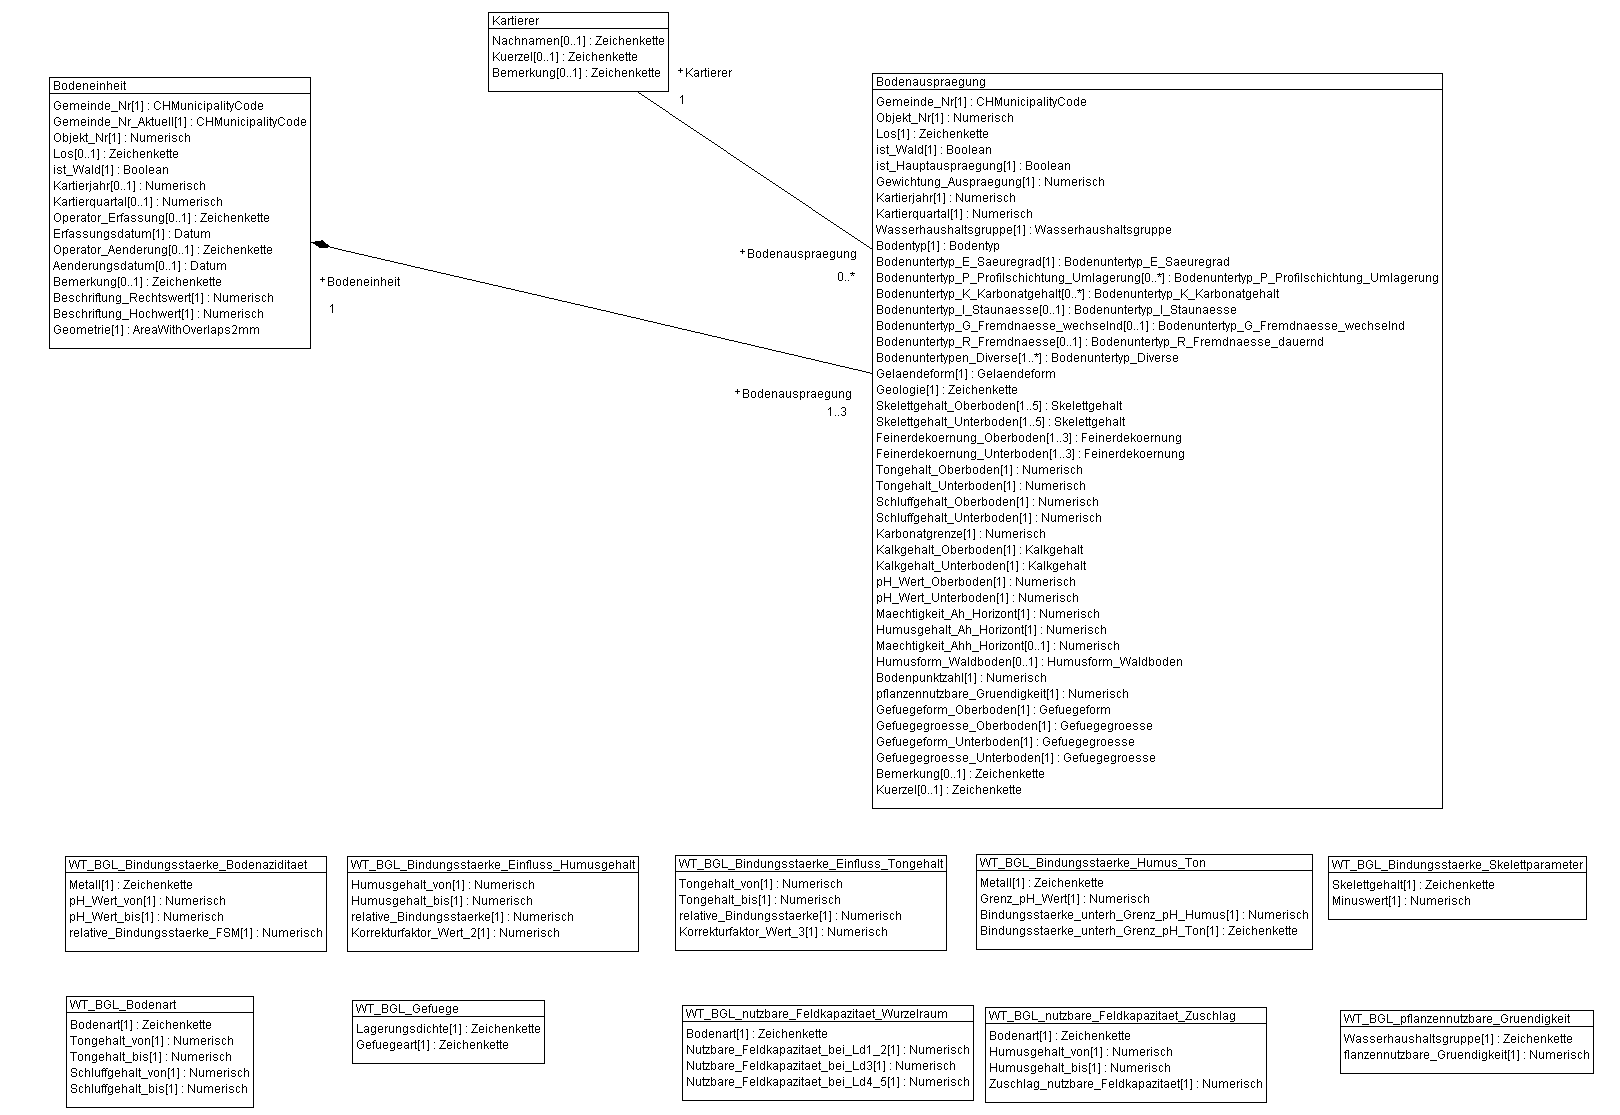 Kartierer
Nachnamen[0..1] : Zeichenkette
Kuerzel[0..1] : Zeichenkette
Bemerkung[0..1] : Zeichenkette
+Kartierer
1
Bodeneinheit
Gemeinde_Nr[1] : CHMunicipalityCode
Gemeinde_Nr_Aktuell[1] : CHMunicipalityCode
Objekt_Nr[1] : Numerisch
Los[0..1] : Zeichenkette
ist_Wald[1] : Boolean
Kartierjahr[0..1] : Numerisch
Kartierquartal[0..1] : Numerisch
Operator_Erfassung[0..1] : Zeichenkette
Erfassungsdatum[1] : Datum
Operator_Aenderung[0..1] : Zeichenkette
Aenderungsdatum[0..1] : Datum
Bemerkung[0..1] : Zeichenkette
Beschriftung_Rechtswert[1] : Numerisch
Beschriftung_Hochwert[1] : Numerisch
Geometrie[1] : AreaWithOverlaps2mm
+Bodeneinheit
1
+Bodenauspraegung
0..*
+Bodenauspraegung
1..3
Bodenauspraegung
Gemeinde_Nr[1] : CHMunicipalityCode
Objekt_Nr[1] : Numerisch
Los[1] : Zeichenkette
ist_Wald[1] : Boolean
ist_Hauptauspraegung[1] : Boolean
Gewichtung_Auspraegung[1] : Numerisch
Kartierjahr[1] : Numerisch
Kartierquartal[1] : Numerisch
Wasserhaushaltsgruppe[1] : Wasserhaushaltsgruppe
Bodentyp[1] : Bodentyp
Bodenuntertyp_E_Saeuregrad[1] : Bodenuntertyp_E_Saeuregrad
Bodenuntertyp_P_Profilschichtung_Umlagerung[0..*] : Bodenuntertyp_P_Profilschichtung_Umlagerung
Bodenuntertyp_K_Karbonatgehalt[0..*] : Bodenuntertyp_K_Karbonatgehalt
Bodenuntertyp_I_Staunaesse[0..1] : Bodenuntertyp_I_Staunaesse
Bodenuntertyp_G_Fremdnaesse_wechselnd[0..1] : Bodenuntertyp_G_Fremdnaesse_wechselnd
Bodenuntertyp_R_Fremdnaesse[0..1] : Bodenuntertyp_R_Fremdnaesse_dauernd
Bodenuntertypen_Diverse[1..*] : Bodenuntertyp_Diverse
Gelaendeform[1] : Gelaendeform
Geologie[1] : Zeichenkette
Skelettgehalt_Oberboden[1..5] : Skelettgehalt
Skelettgehalt_Unterboden[1..5] : Skelettgehalt
Feinerdekoernung_Oberboden[1..3] : Feinerdekoernung
Feinerdekoernung_Unterboden[1..3] : Feinerdekoernung
Tongehalt_Oberboden[1] : Numerisch
Tongehalt_Unterboden[1] : Numerisch
Schluffgehalt_Oberboden[1] : Numerisch
Schluffgehalt_Unterboden[1] : Numerisch
Karbonatgrenze[1] : Numerisch
Kalkgehalt_Oberboden[1] : Kalkgehalt
Kalkgehalt_Unterboden[1] : Kalkgehalt
pH_Wert_Oberboden[1] : Numerisch
pH_Wert_Unterboden[1] : Numerisch
Maechtigkeit_Ah_Horizont[1] : Numerisch
Humusgehalt_Ah_Horizont[1] : Numerisch
Maechtigkeit_Ahh_Horizont[0..1] : Numerisch
Humusform_Waldboden[0..1] : Humusform_Waldboden
Bodenpunktzahl[1] : Numerisch
pflanzennutzbare_Gruendigkeit[1] : Numerisch
Gefuegeform_Oberboden[1] : Gefuegeform
Gefuegegroesse_Oberboden[1] : Gefuegegroesse
Gefuegeform_Unterboden[1] : Gefuegegroesse
Gefuegegroesse_Unterboden[1] : Gefuegegroesse
Bemerkung[0..1] : Zeichenkette
Kuerzel[0..1] : Zeichenkette
WT_BGL_Bindungsstaerke_Bodenaziditaet
Metall[1] : Zeichenkette
pH_Wert_von[1] : Numerisch
pH_Wert_bis[1] : Numerisch
relative_Bindungsstaerke_FSM[1] : Numerisch
WT_BGL_Bindungsstaerke_Einfluss_Humusgehalt
Humusgehalt_von[1] : Numerisch
Humusgehalt_bis[1] : Numerisch
relative_Bindungsstaerke[1] : Numerisch
Korrekturfaktor_Wert_2[1] : Numerisch
WT_BGL_Bindungsstaerke_Einfluss_Tongehalt
Tongehalt_von[1] : Numerisch
Tongehalt_bis[1] : Numerisch
relative_Bindungsstaerke[1] : Numerisch
Korrekturfaktor_Wert_3[1] : Numerisch
WT_BGL_Bindungsstaerke_Humus_Ton
Metall[1] : Zeichenkette
Grenz_pH_Wert[1] : Numerisch
Bindungsstaerke_unterh_Grenz_pH_Humus[1] : Numerisch
Bindungsstaerke_unterh_Grenz_pH_Ton[1] : Zeichenkette
WT_BGL_Bindungsstaerke_Skelettparameter
Skelettgehalt[1] : Zeichenkette
Minuswert[1] : Numerisch
WT_BGL_Bodenart
Bodenart[1] : Zeichenkette
Tongehalt_von[1] : Numerisch
Tongehalt_bis[1] : Numerisch
Schluffgehalt_von[1] : Numerisch
Schluffgehalt_bis[1] : Numerisch
WT_BGL_Gefuege
Lagerungsdichte[1] : Zeichenkette
Gefuegeart[1] : Zeichenkette
WT_BGL_nutzbare_Feldkapazitaet_Wurzelraum
Bodenart[1] : Zeichenkette
Nutzbare_Feldkapazitaet_bei_Ld1_2[1] : Numerisch
Nutzbare_Feldkapazitaet_bei_Ld3[1] : Numerisch
Nutzbare_Feldkapazitaet_bei_Ld4_5[1] : Numerisch
WT_BGL_nutzbare_Feldkapazitaet_Zuschlag
Bodenart[1] : Zeichenkette
Humusgehalt_von[1] : Numerisch
Humusgehalt_bis[1] : Numerisch
Zuschlag_nutzbare_Feldkapazitaet[1] : Numerisch
WT_BGL_pflanzennutzbare_Gruendigkeit
Wasserhaushaltsgruppe[1] : Zeichenkette
flanzennutzbare_Gruendigkeit[1] : Numerisch